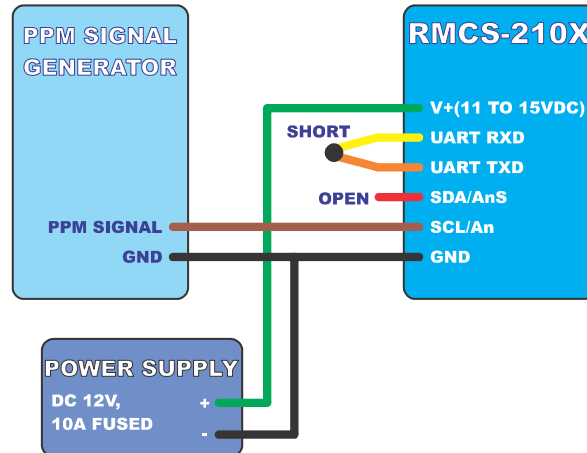 PPM SIGNAL
GENERATOR
PPM SIGNAL
GND
RMCS-210X
V+(11 TO 15VDC)
SHORT
UART RXD
UART TXD
OPEN
SDA/AnS
SCL/An
GND
POWER SUPPLY
DC 12V, +
10A FUSED -